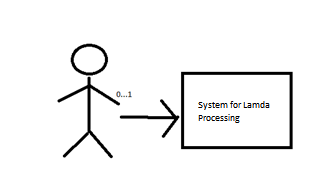 0...1
System for Lamda
Processing